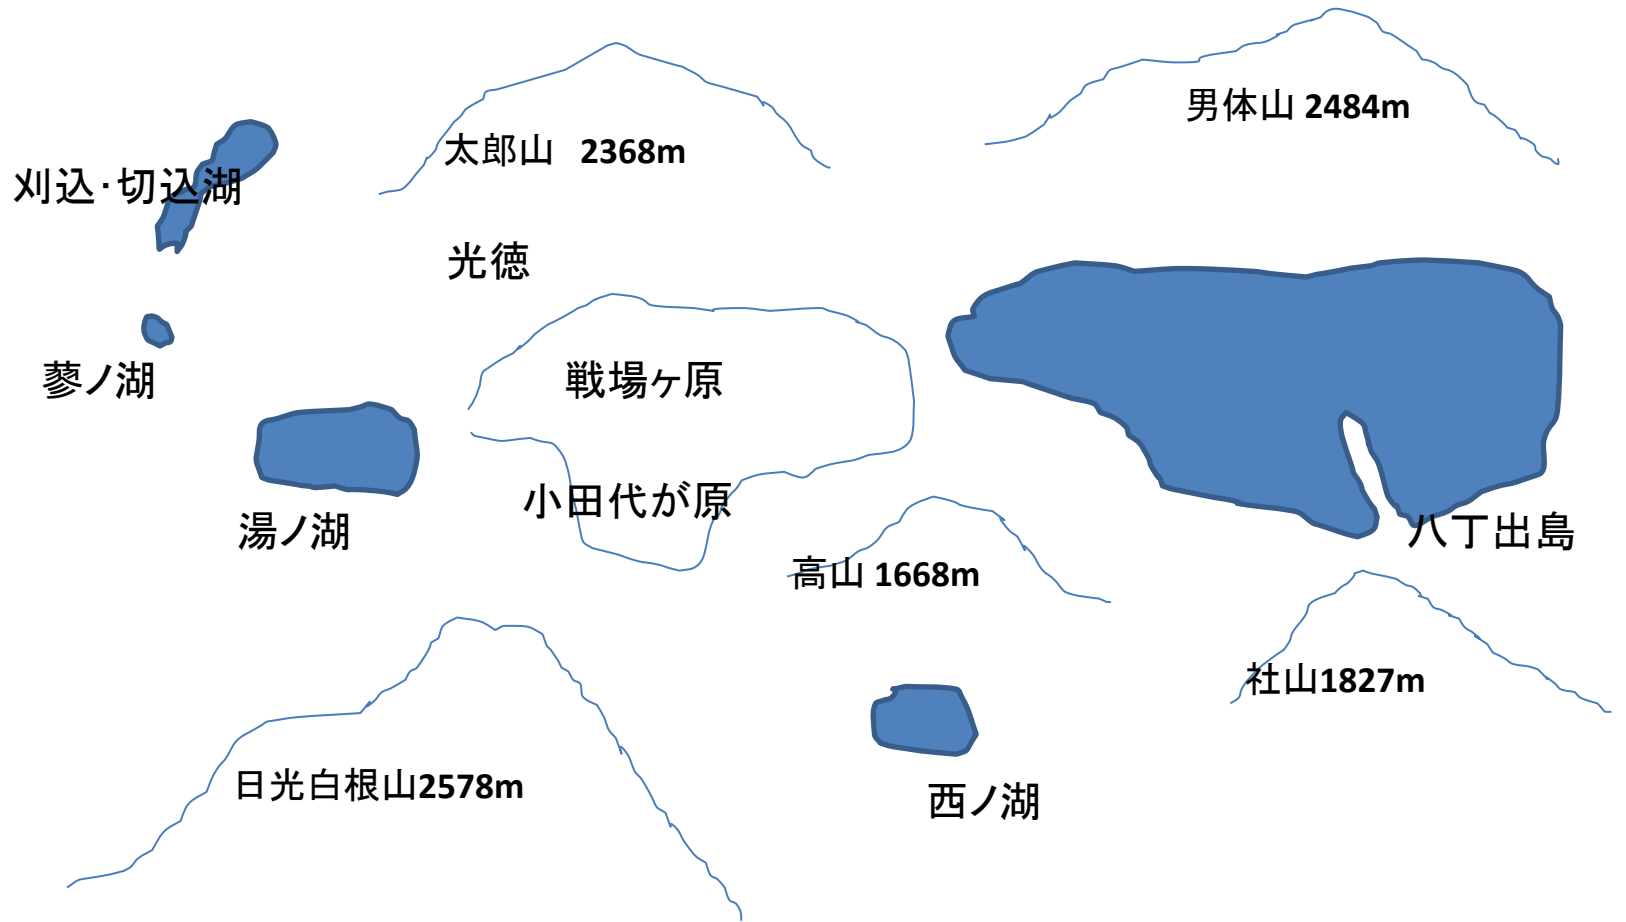 男体山 2484m
太郎山 2368m
刈込・切込湖
光徳
蓼ノ湖
戦場ヶ原
小田代が原
湯ノ湖
八丁出島
高山 1668m
社山1827m
日光白根山2578m
西ノ湖